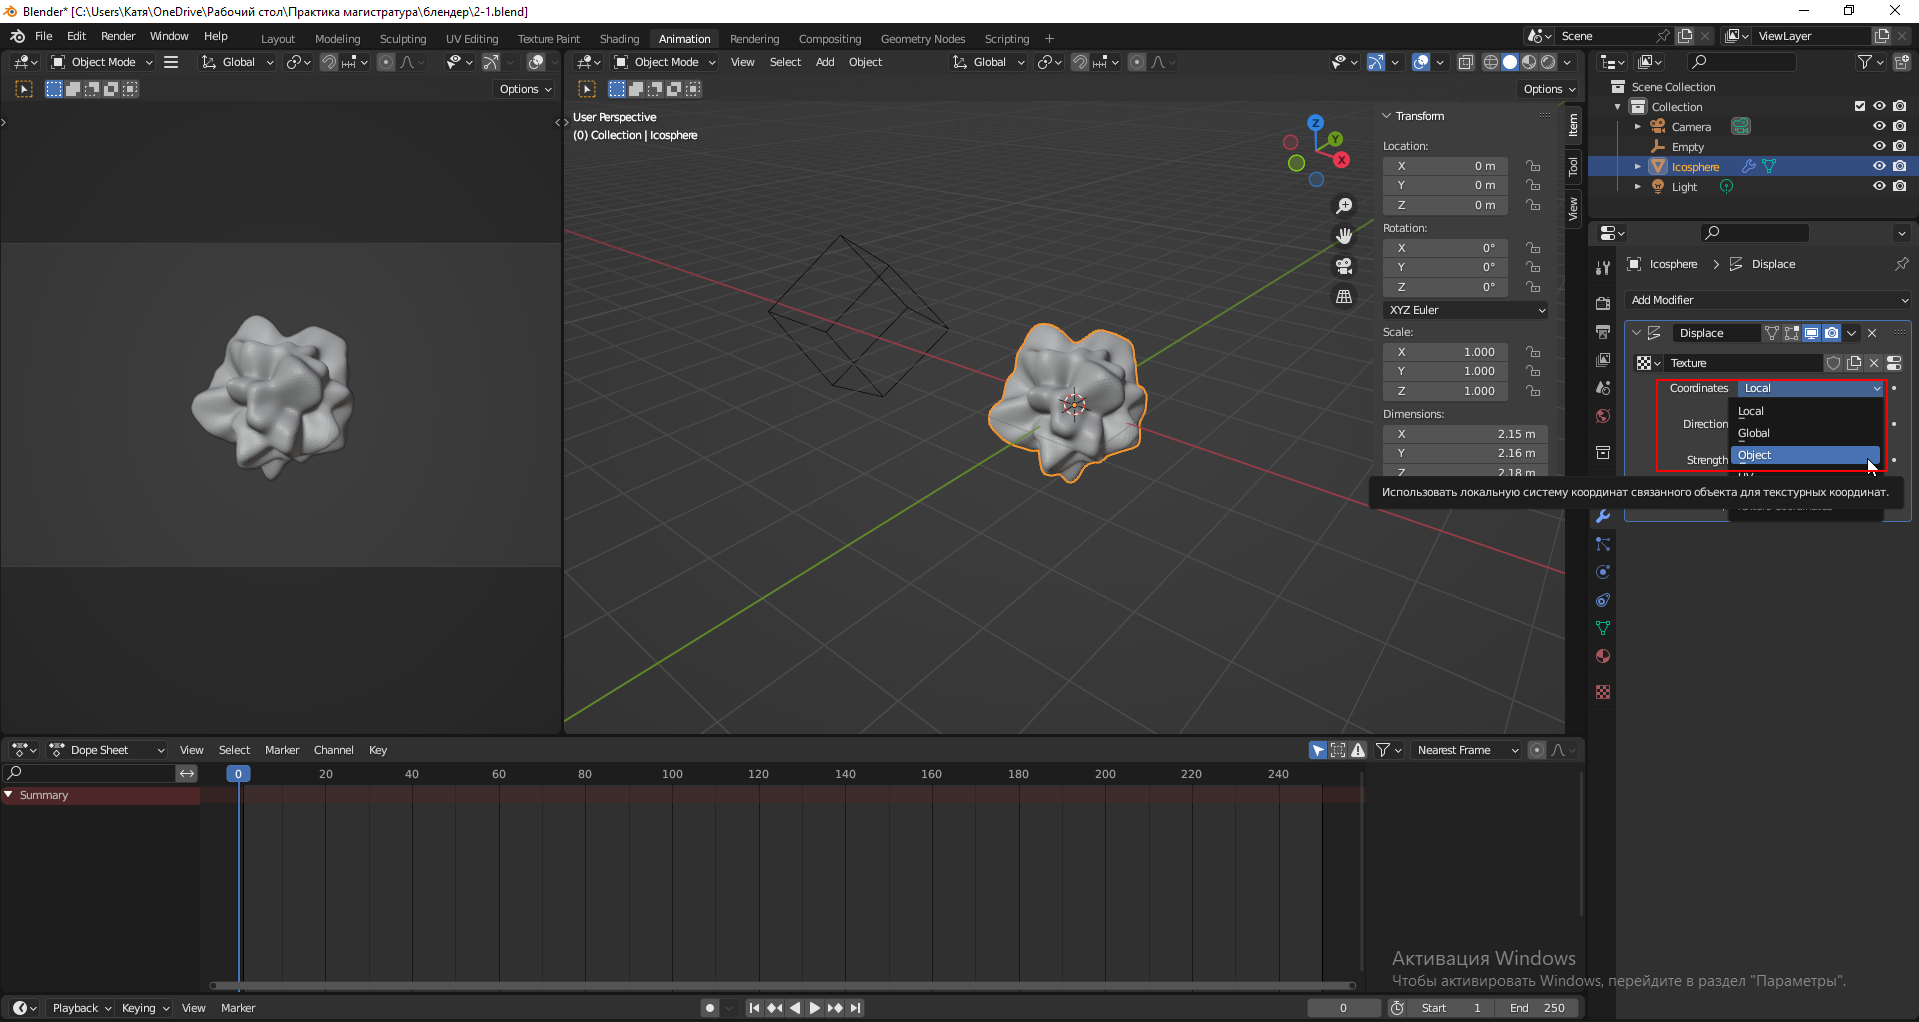 Blender* [C:\Users\Катя\OneDrive\Рабочий стол\Практика магистратура\блендер\2-1.blend]
File Edit Render Window Help Layout Modeling Sculpting UV Editing Texture Paint Shading Animation Rendering Compositing Geometry Nodes Scripting + Scene ViewLayer
Object Mode Global
Object Mode View Select Add Object Global
Options
Options
User Perspective
(0) Collection | Icosphere
Z
Y
X
Transform
Location:
X 0 m
Y 0 m
Z 0 m
Rotation:
X 0°
Y 0°
Z 0°
XYZ Euler
Scale:
X 1.000
Y 1.000
Z 1.000
Dimensions:
X 2.15 m
Y 2.16 m
Z 2.18 m
Item
Tool
View
Scene Collection
Collection
Camera
Empty
Icosphere
Light
Icosphere > Displace
Add Modifier
Displace
Texture
Coordinates Local
Local
Direction
Global
Strength
Object
UV
Использовать локальную систему координат связанного объекта для текстурных координат.
Dope Sheet View Select Marker Channel Key Nearest Frame
0 20 40 60 80 100 120 140 160 180 200 220 240
Summary
Активация Windows
Чтобы активировать Windows, перейдите в раздел "Параметры".
Playback Keying View Marker 0 Start 1 End 250